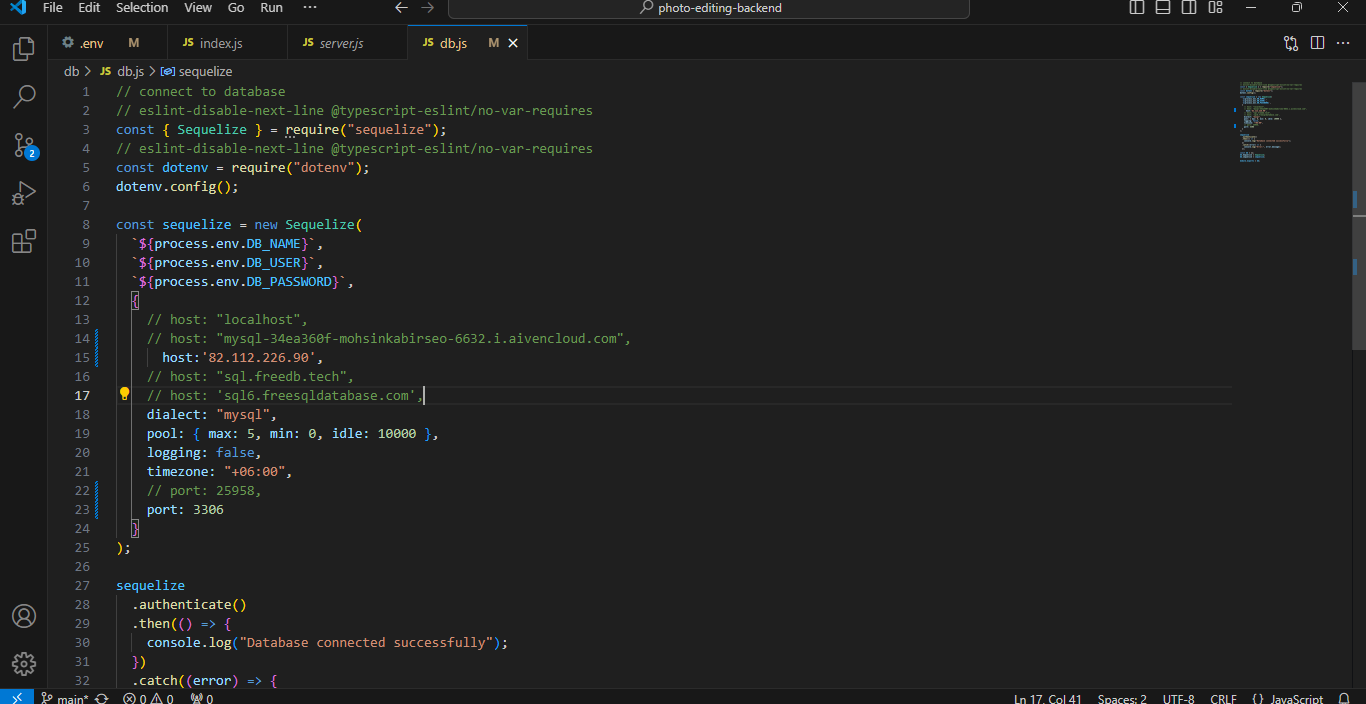 File Edit Selection View Go Run ··· ← → photo-editing-backend
.env M JS index.js JS server.js JS db.js M ×
db > JS db.js > sequelize
1 // connect to database
2 // eslint-disable-next-line @typescript-eslint/no-var-requires
3 const { Sequelize } = require("sequelize");
4 // eslint-disable-next-line @typescript-eslint/no-var-requires
5 const dotenv = require("dotenv");
6 dotenv.config();
7
8 const sequelize = new Sequelize(
9 `${process.env.DB_NAME}`,
10 `${process.env.DB_USER}`,
11 `${process.env.DB_PASSWORD}`,
12 {
13 // host: "localhost",
14 // host: "mysql-34ea360f-mohsinkabirseo-6632.i.aivencloud.com",
15 host:'82.112.226.90',
16 // host: "sql.freedb.tech",
17 // host: 'sql6.freesqldatabase.com',
18 dialect: "mysql",
19 pool: { max: 5, min: 0, idle: 10000 },
20 logging: false,
21 timezone: "+06:00",
22 // port: 25958,
23 port: 3306
24 }
25 );
26
27 sequelize
28 .authenticate()
29 .then(() => {
30 console.log("Database connected successfully");
31 })
32 .catch((error) => {
2
main* 0 0 0 Ln 17, Col 41 Spaces: 2 UTF-8 CRLF {} JavaScript